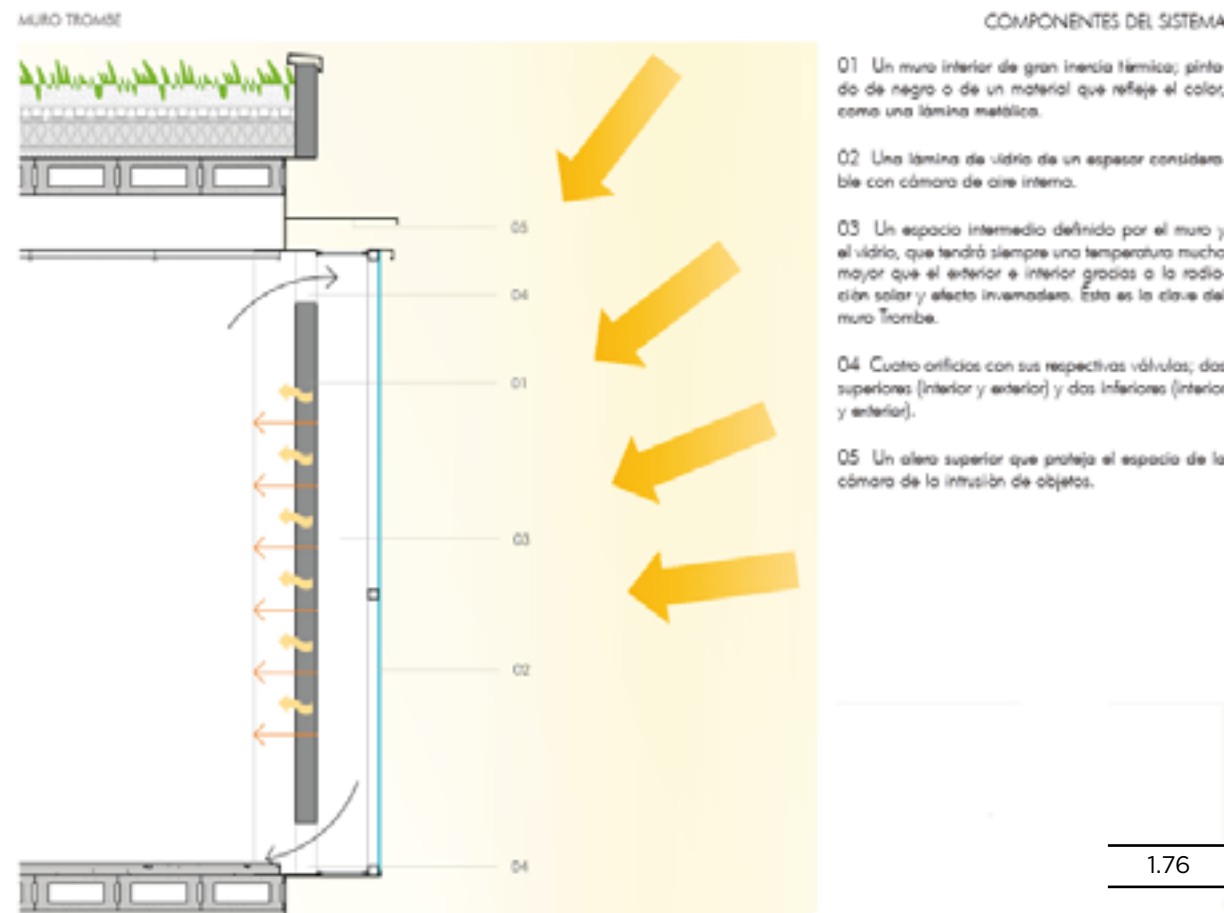 MURO TROMBE
COMPONENTES DEL SISTEMA
01 Un muro interior de gran inercia térmica; pinta-
do de negro o de un material que refleje el calor,
como una lámina metálica.
02 Una lámina de vidrio de un espesor considera-
ble con cámara de aire interna.
03 Un espacio intermedio definido por el muro y
el vidrio, que tendrá siempre una temperatura mucho
mayor que el exterior e interior gracias a la radia-
ción solar y efecto invernadero. Ésta es la clave del
muro Trombe.
04 Cuatro orificios con sus respectivas válvulas; dos
superiores (interior y exterior) y dos inferiores (interior
y exterior).
05 Un alero superior que proteja el espacio de la
cámara de la intrusión de objetos.
05
04
01
03
02
04
1.76